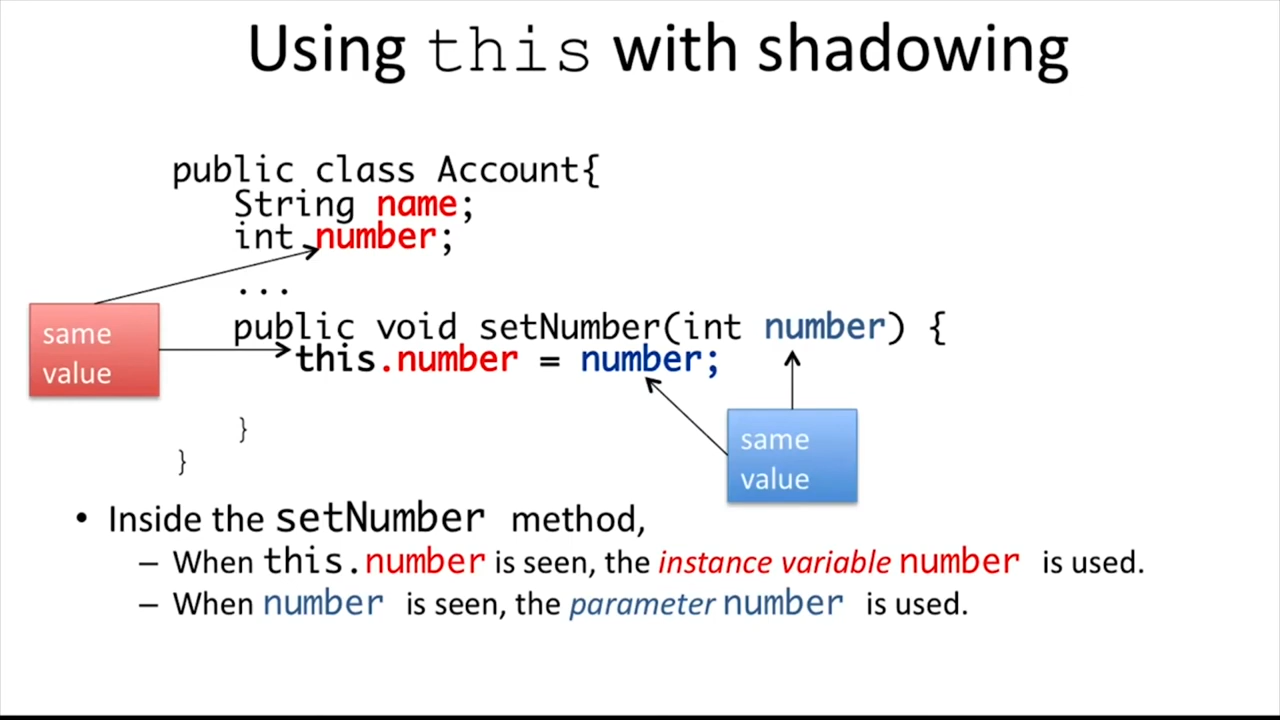 Using this with shadowing
public class Account{
String name;
int number;
...
same
value
public void setNumber(int number) {
this.number = number;
}
same
value
}
• Inside the setNumber method,
– When this.number is seen, the instance variable number is used.
– When number is seen, the parameter number is used.